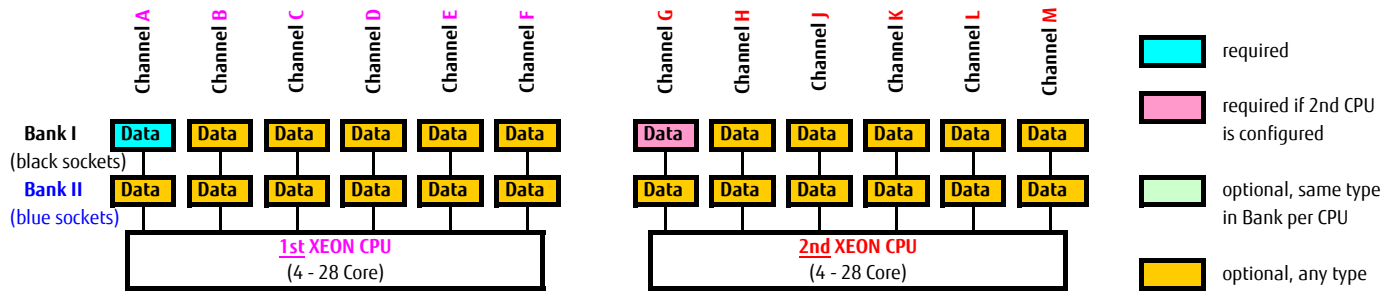 Channel A
Channel B
Channel C
Channel D
Channel E
Channel F
Channel G
Channel H
Channel J
Channel K
Channel L
Channel M
Bank I
(black sockets)
Data Data Data Data Data Data Data Data Data Data Data Data
Bank II
(blue sockets)
Data Data Data Data Data Data Data Data Data Data Data Data
1st XEON CPU
(4 - 28 Core)
2nd XEON CPU
(4 - 28 Core)
required
required if 2nd CPU
is configured
optional, same type
in Bank per CPU
optional, any type